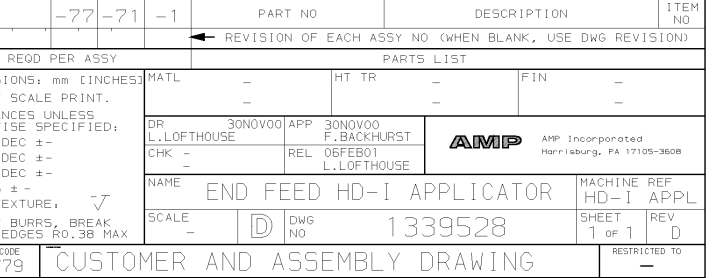 -77 -71 -1 PART NO DESCRIPTION ITEM NO
REVISION OF EACH ASSY NO (WHEN BLANK, USE DWG REVISION)
REQD PER ASSY PARTS LIST
IONS: mm [INCHES] MATL - HT TR - FIN -
SCALE PRINT. - - -
ANCES UNLESS
ISE SPECIFIED:
DEC ±-
DEC ±-
DEC ±-
± -
EXTURE: -
BURRS, BREAK
EDGES R0.38 MAX
DR 30NOV00 APP 30NOV00
L.LOFTHOUSE F.BACKHURST
CHK - REL 06FEB01
- L.LOFTHOUSE
AMP AMP Incorporated
Harrisburg, PA 17105-3608
NAME END FEED HD-I APPLICATOR
MACHINE REF
HD-I APPL
SCALE - D DWG NO 1339528
SHEET 1 OF 1 REV D
CODE
79 CUSTOMER AND ASSEMBLY DRAWING
RESTRICTED TO
-